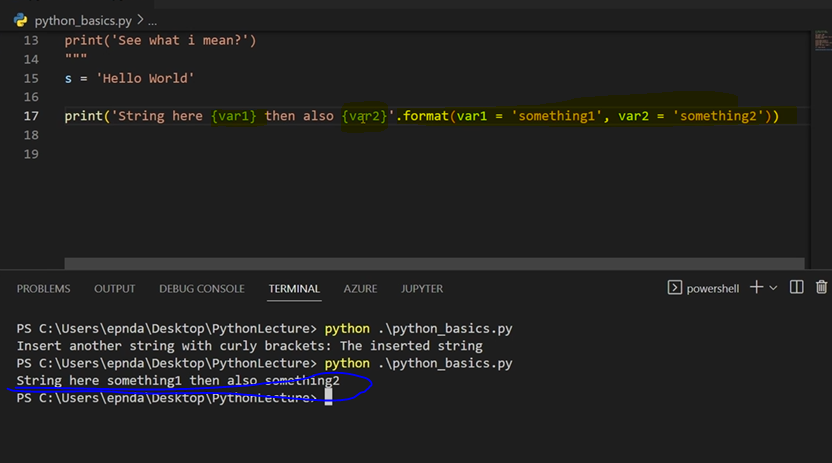 python_basics.py > ...
13 print('See what i mean?')
14 """
15 s = 'Hello World'
16
17 print('String here {var1} then also {var2}'.format(var1 = 'something1', var2 = 'something2'))
18
19
PROBLEMS OUTPUT DEBUG CONSOLE TERMINAL AZURE JUPYTER powershell
PS C:\Users\epnda\Desktop\PythonLecture> python .\python_basics.py
Insert another string with curly brackets: The inserted string
PS C:\Users\epnda\Desktop\PythonLecture> python .\python_basics.py
String here something1 then also something2
PS C:\Users\epnda\Desktop\PythonLecture>